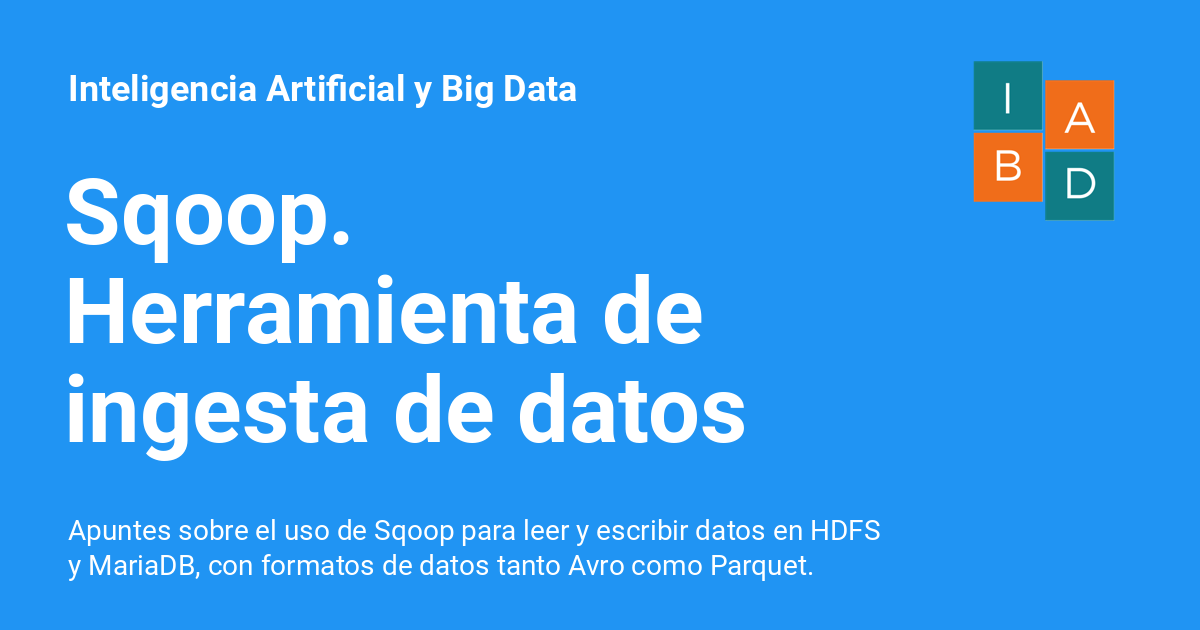 Inteligencia Artificial y Big Data
I A
B D
Sqoop.
Herramienta de
ingesta de datos
Apuntes sobre el uso de Sqoop para leer y escribir datos en HDFS
y MariaDB, con formatos de datos tanto Avro como Parquet.